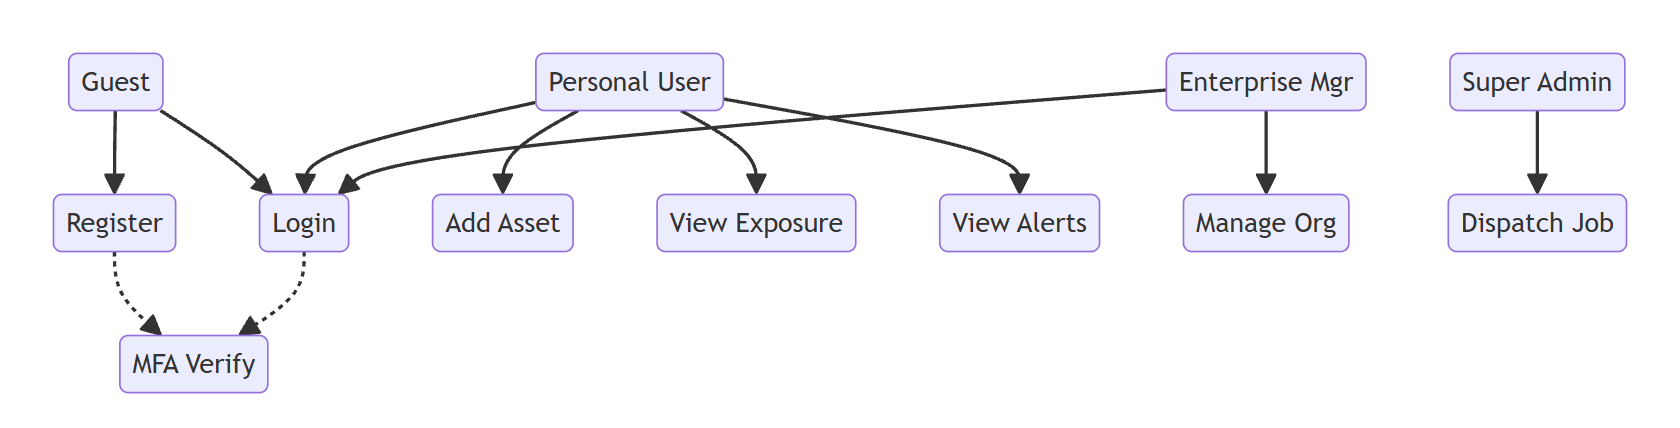 Guest
Personal User
Enterprise Mgr
Super Admin
Register
Login
Add Asset
View Exposure
View Alerts
Manage Org
Dispatch Job
MFA Verify